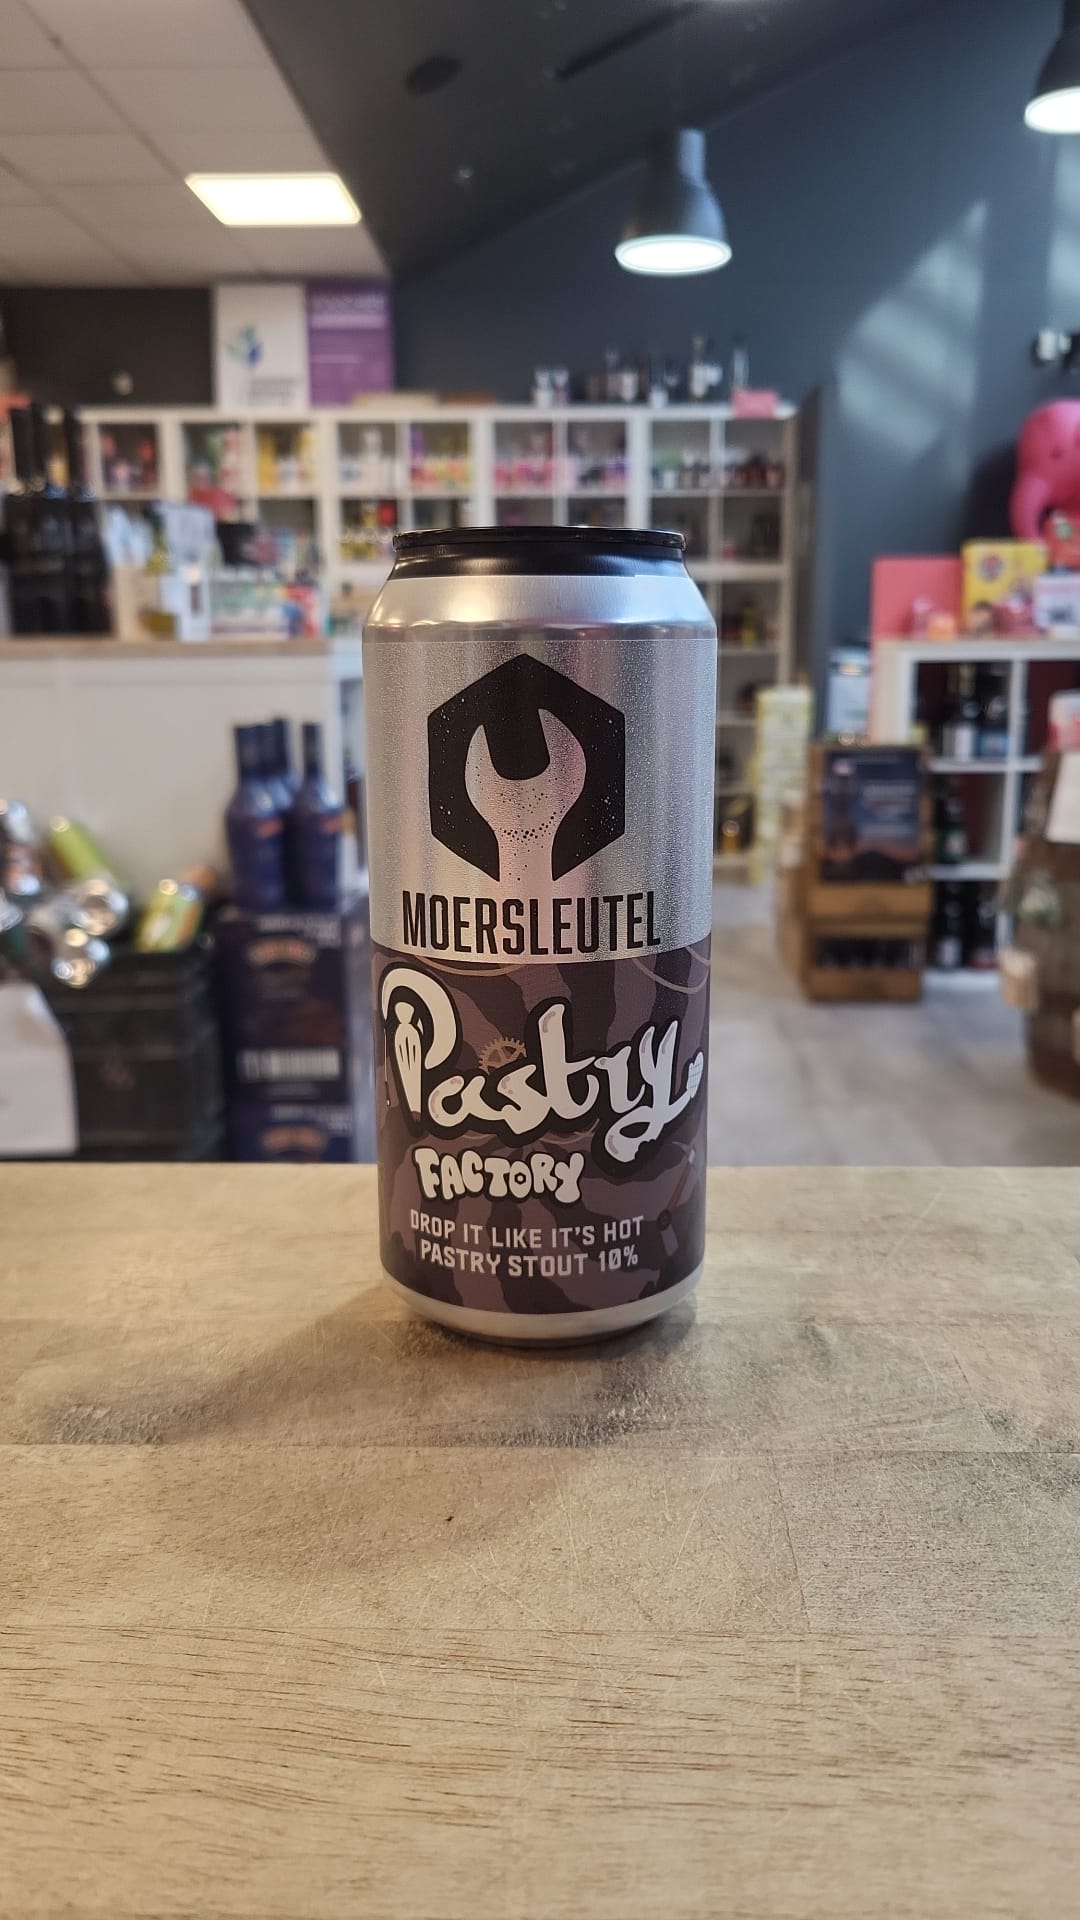 MOERSLEUTEL
Pastry
FACTORY
DROP IT LIKE IT'S HOT
PASTRY STOUT 10%